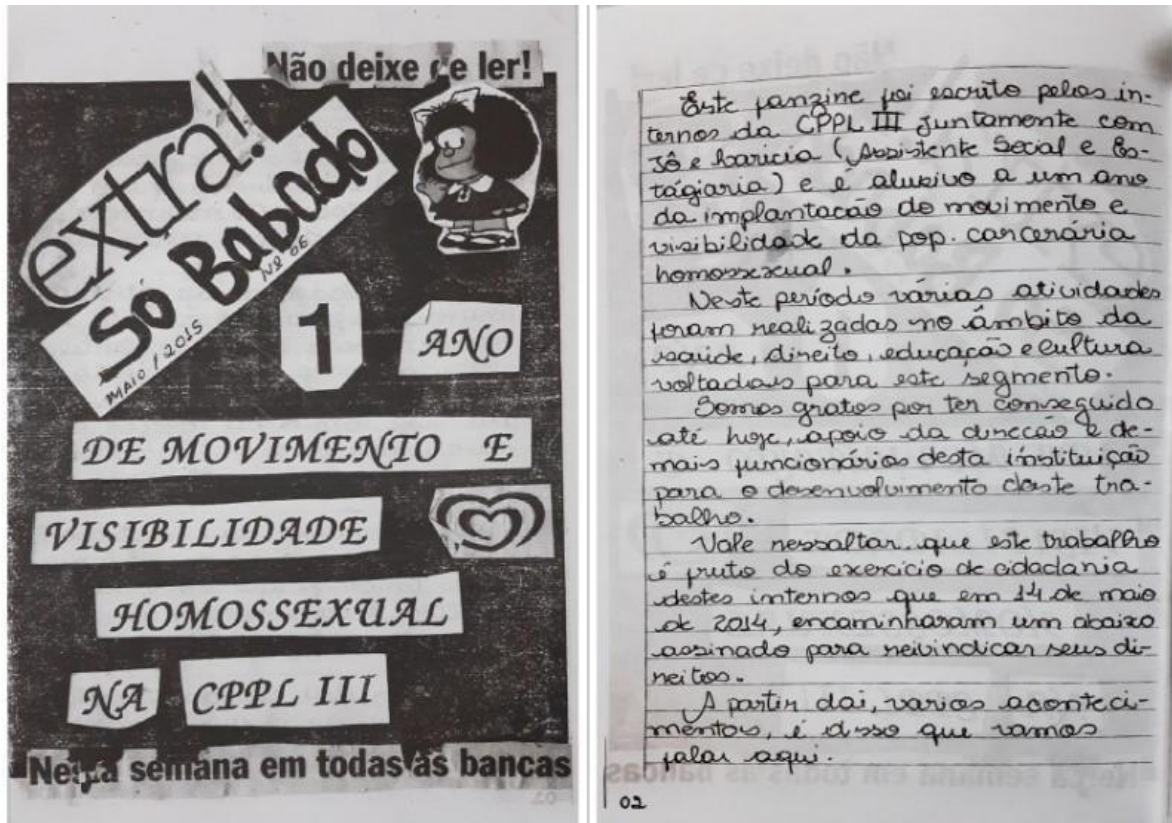 Não deixe de ler!
extra!
Só Babado
Nº 06
MAIO / 2015
1 ANO
DE MOVIMENTO E
VISIBILIDADE
HOMOSSEXUAL
NA CPPL III
Nessa semana em todas as bancas
Este fanzine foi escrito pelos in-
ternos da CPPL III juntamente com
Jô e Laricia (Assistente Social e Es-
tágiaria) e é alusivo a um ano
da implantacão do movimento e
visibilidade da pop. carcerária
homossexual.
Neste período várias atividades
foram realizadas no âmbito da
saúde, direito, educação e cultura
voltadas para este segmento.
Somos gratos por ter conseguido
até hoje, apoio da direcão e de-
mais funcionários desta instituição
para o desenvolvimento deste tra-
balho.
Vale ressaltar que este trabalho
é fruto do exercício de cidadania
destes internos que em 14 de maio
de 2014, encaminharam um abaixo
assinado para reivindicar seus di-
reitos.
A partir dai, varios aconteci-
mentos, é disso que vamos
falar aqui.
02